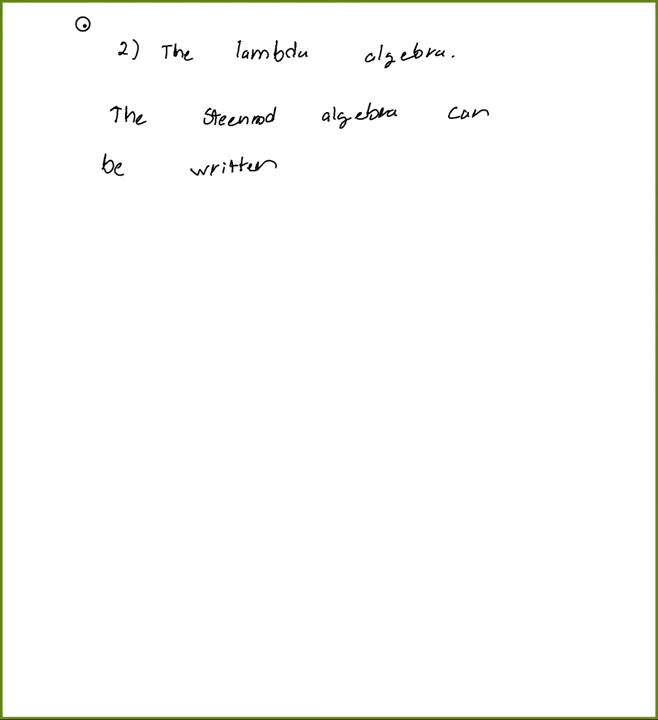 2) The lambda algebra.
The Steenrod algebra can
be written